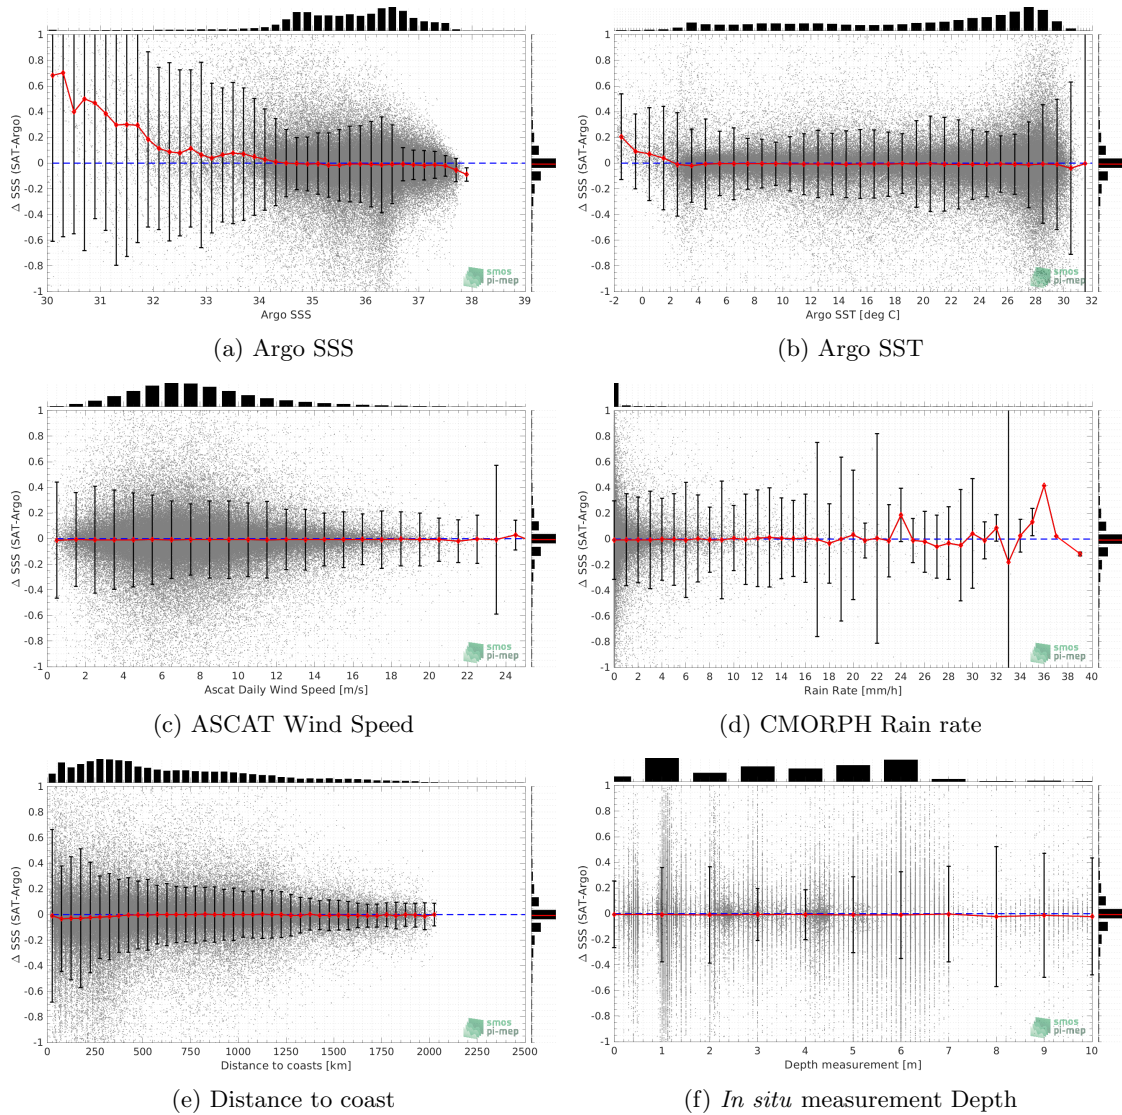 1
0.8
0.6
0.4
0.2
0
-0.2
-0.4
-0.6
-0.8
-1
Δ SSS (SAT-Argo)
30 31 32 33 34 35 36 37 38 39
Argo SSS
smos
pi-mep
(a) Argo SSS
1
0.8
0.6
0.4
0.2
0
-0.2
-0.4
-0.6
-0.8
-1
Δ SSS (SAT-Argo)
-2 0 2 4 6 8 10 12 14 16 18 20 22 24 26 28 30 32
Argo SST [deg C]
smos
pi-mep
(b) Argo SST
1
0.8
0.6
0.4
0.2
0
-0.2
-0.4
-0.6
-0.8
-1
Δ SSS (SAT-Argo)
0 2 4 6 8 10 12 14 16 18 20 22 24
Ascat Daily Wind Speed [m/s]
smos
pi-mep
(c) ASCAT Wind Speed
1
0.8
0.6
0.4
0.2
0
-0.2
-0.4
-0.6
-0.8
-1
Δ SSS (SAT-Argo)
0 2 4 6 8 10 12 14 16 18 20 22 24 26 28 30 32 34 36 38 40
Rain Rate [mm/h]
smos
pi-mep
(d) CMORPH Rain rate
1
0.8
0.6
0.4
0.2
0
-0.2
-0.4
-0.6
-0.8
-1
Δ SSS (SAT-Argo)
0 250 500 750 1000 1250 1500 1750 2000 2250 2500
Distance to coasts [km]
smos
pi-mep
(e) Distance to coast
1
0.8
0.6
0.4
0.2
0
-0.2
-0.4
-0.6
-0.8
-1
Δ SSS (SAT-Argo)
0 1 2 3 4 5 6 7 8 9 10
Depth measurement [m]
smos
pi-mep
(f) In situ measurement Depth